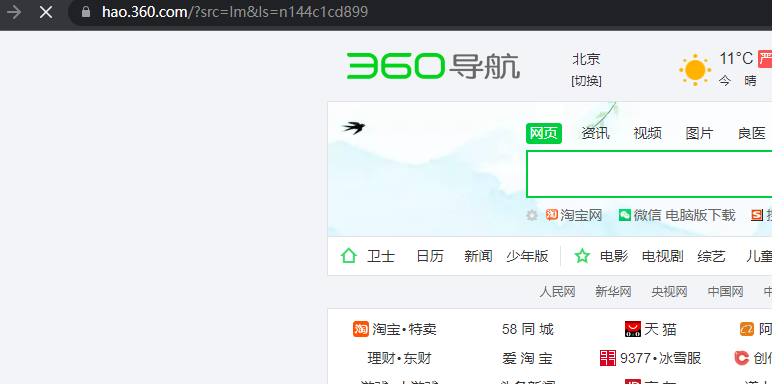 hao.360.com/?src=lm&ls=n144c1cd899
360导航
北京
[切换]
11°C 严
今 晴
网页 资讯 视频 图片 良医
淘 淘宝网 微信 电脑版下载
卫士 日历 新闻 少年版 电影 电视剧 综艺 儿童
人民网 新华网 央视网 中国网 中
淘 淘宝•特卖 58 同 城 天 猫 阿
理财•东财 爱 淘 宝 9377•冰雪服 创